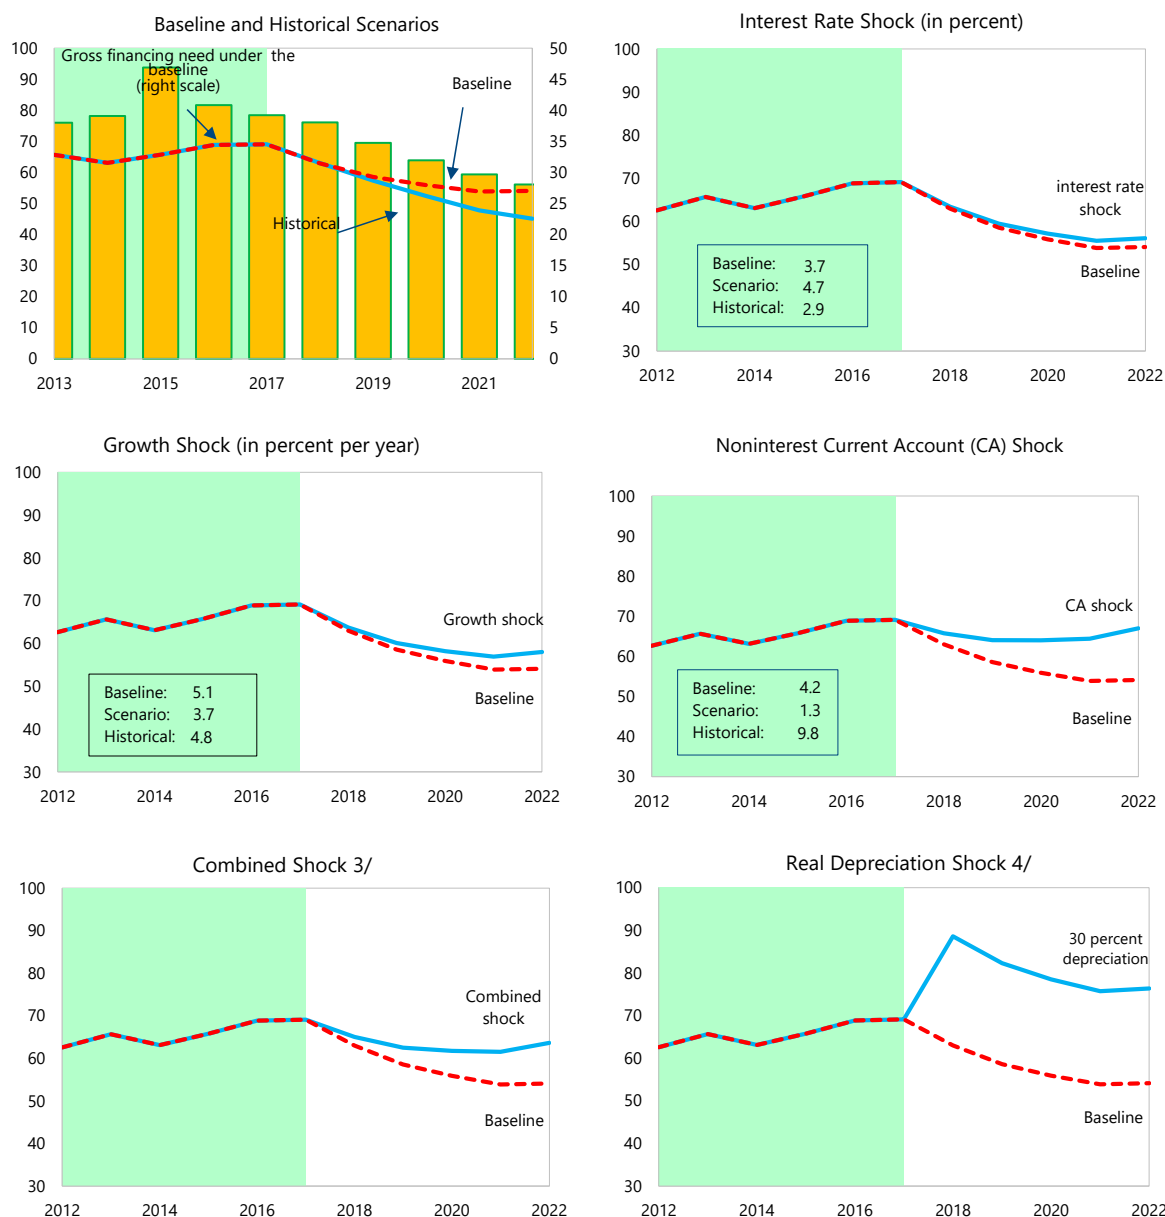 Baseline and Historical Scenarios
Gross financing need under the
baseline
(right scale)
Baseline
Historical
100
90
80
70
60
50
40
30
20
10
0
50
45
40
35
30
25
20
15
10
5
0
2013 2015 2017 2019 2021
Interest Rate Shock (in percent)
100
90
80
70
60
50
40
30
interest rate
shock
Baseline
Baseline: 3.7
Scenario: 4.7
Historical: 2.9
2012 2014 2016 2018 2020 2022
Growth Shock (in percent per year)
100
90
80
70
60
50
40
30
Growth shock
Baseline
Baseline: 5.1
Scenario: 3.7
Historical: 4.8
2012 2014 2016 2018 2020 2022
Noninterest Current Account (CA) Shock
100
90
80
70
60
50
40
30
CA shock
Baseline
Baseline: 4.2
Scenario: 1.3
Historical: 9.8
2012 2014 2016 2018 2020 2022
Combined Shock 3/
100
90
80
70
60
50
40
30
Combined
shock
Baseline
2012 2014 2016 2018 2020 2022
Real Depreciation Shock 4/
100
90
80
70
60
50
40
30
30 percent
depreciation
Baseline
2012 2014 2016 2018 2020 2022